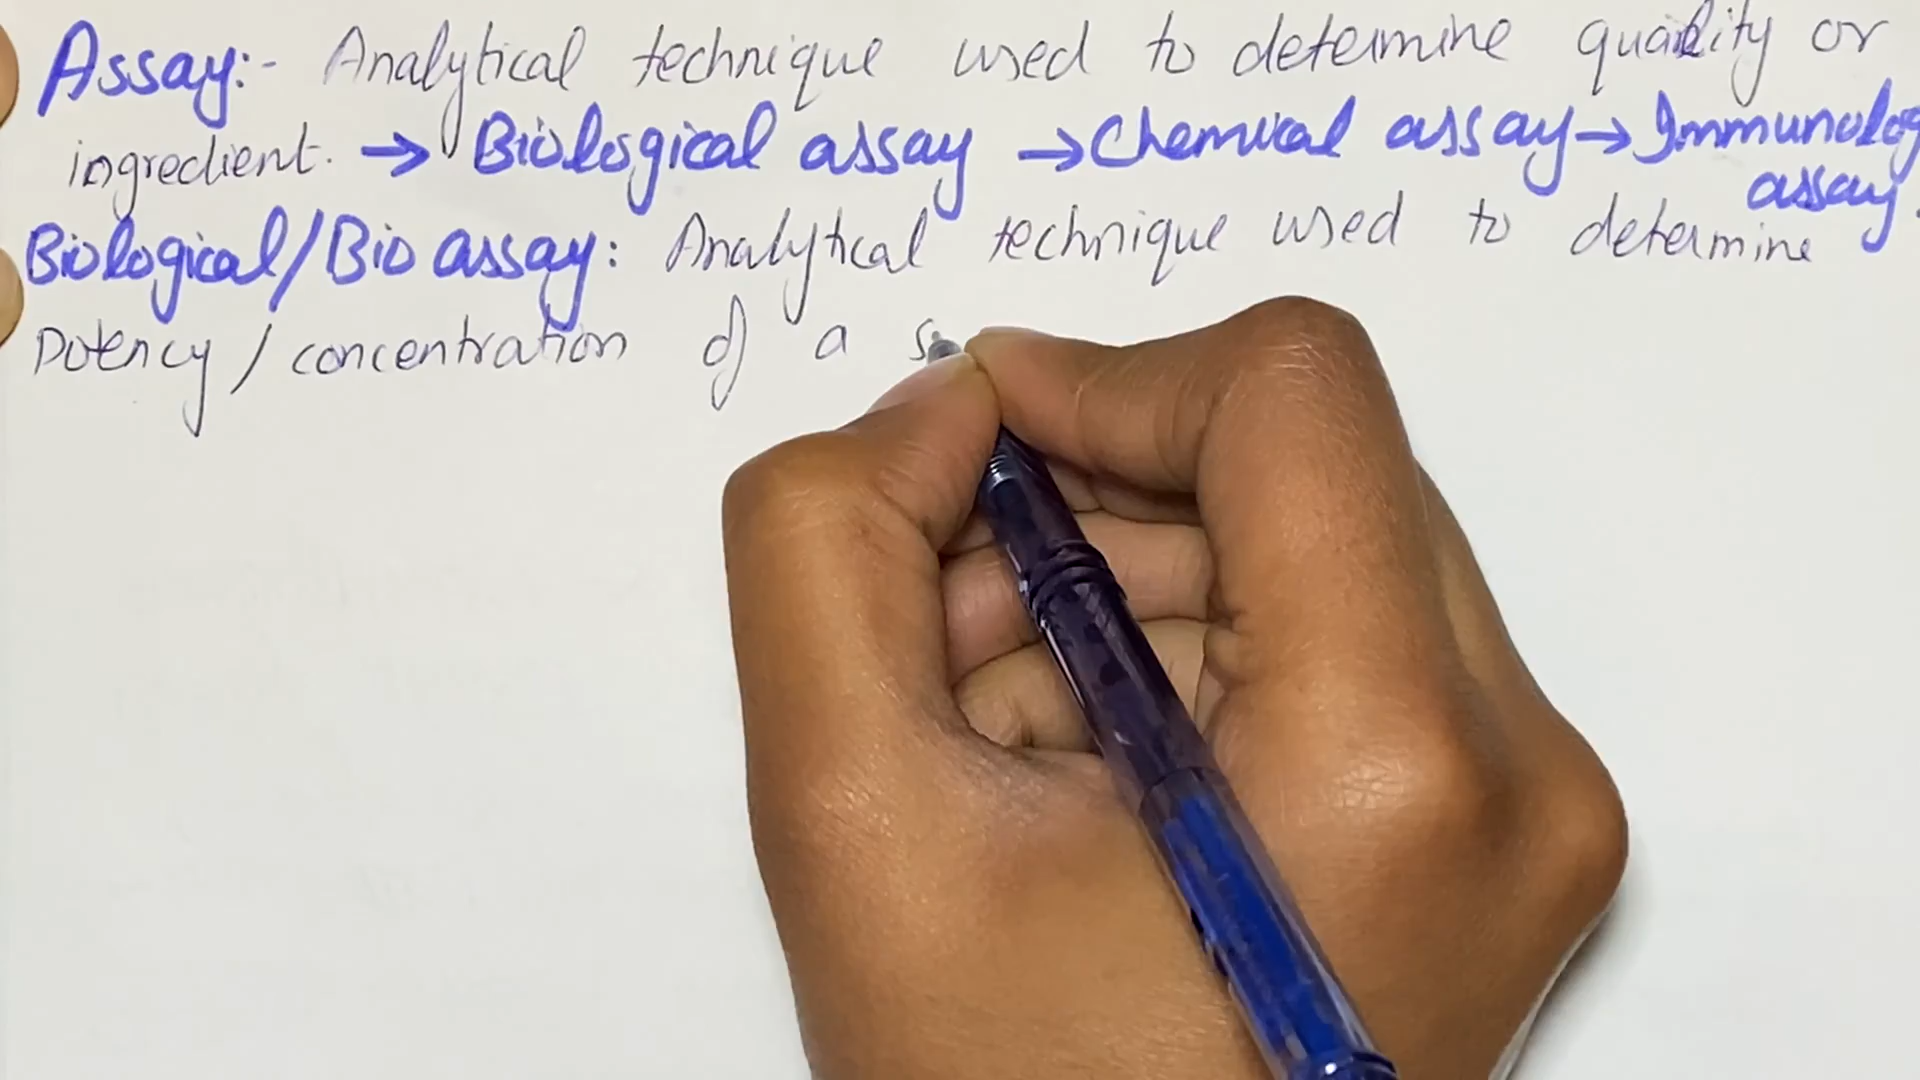 Assay:- Analytical technique used to determine quality or
ingredient. → Biological assay → Chemical assay → Immunolog
assay.
Biological/Bio assay: Analytical technique used to determine
Potency / concentration of a s